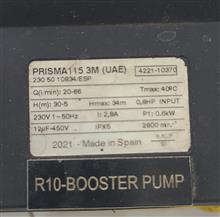 PRISMA115 3M (UAE) 4221-10370
230 50 10834/ESP
Q(l/min): 20-66 Tmax: 40ºC
H(m): 30-5 Hmax: 34m 0,8HP INPUT
230V 1~50Hz I: 2,8A P1: 0,6kW
12µF-450V IPX5 2800 min⁻¹
2021 - Made in Spain
R10-BOOSTER PUMP